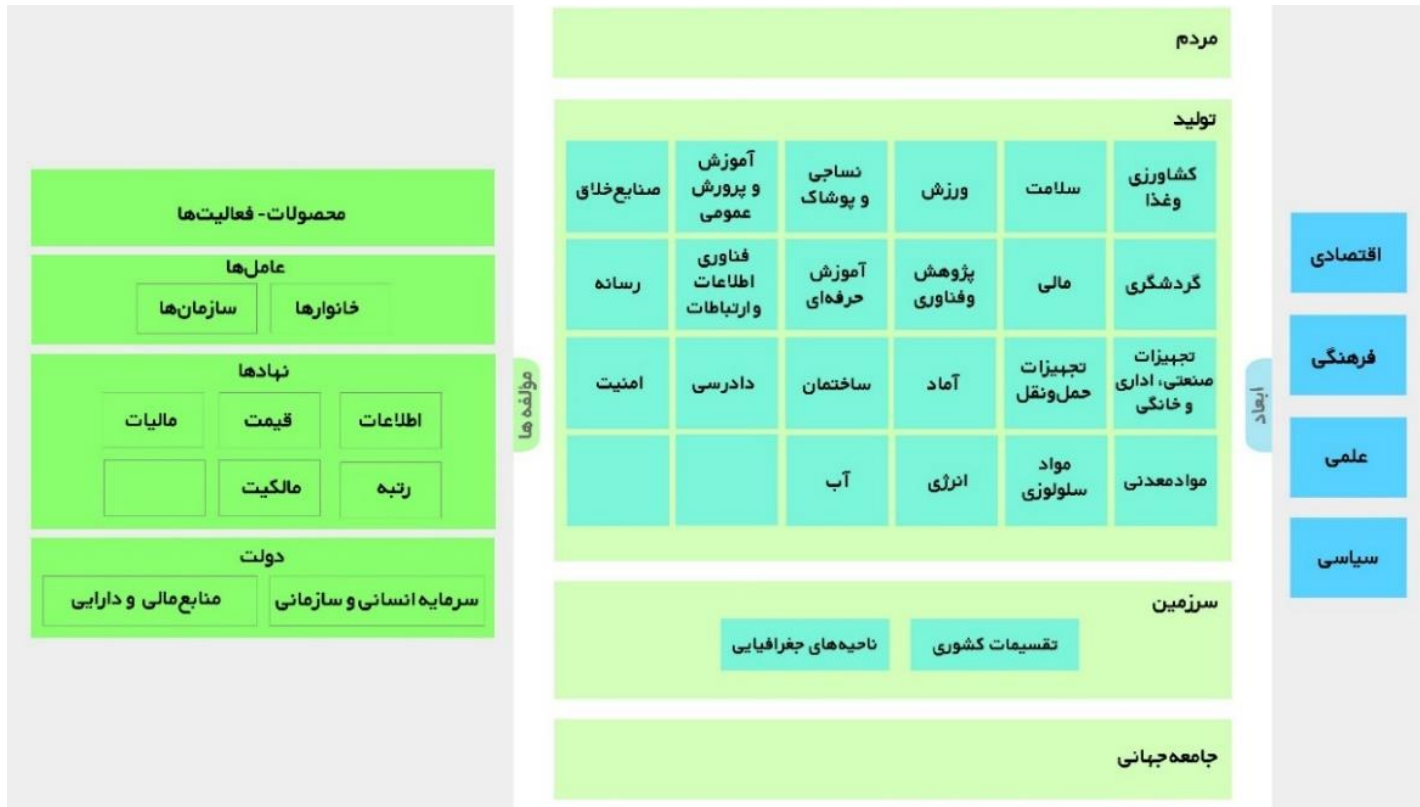 مردم
تولید
کشاورزی
وغذا
سلامت
ورزش
نساجی
و پوشاک
آموزش
و پرورش
عمومی
صنایع‌خلاق
گردشگری
مالی
پژوهش
وفناوری
آموزش
حرفه‌ای
فناوری
اطلاعات
وارتباطات
رسانه
تجهیزات
صنعتی، اداری
و خانگی
تجهیزات
حمل‌ونقل
آماد
ساختمان
دادرسی
امنیت
موادمعدنی
مواد
سلولوزی
انرژی
آب
سرزمین
تقسیمات کشوری
ناحیه‌های جغرافیایی
جامعه‌جهانی
ابعاد
اقتصادی
فرهنگی
علمی
سیاسی
مؤلفه ها
محصولات- فعالیت‌ها
عامل‌ها
خانوارها
سازمان‌ها
نهادها
اطلاعات
قیمت
مالیات
رتبه
مالکیت
دولت
سرمایه انسانی و سازمانی
منابع‌مالی و دارایی